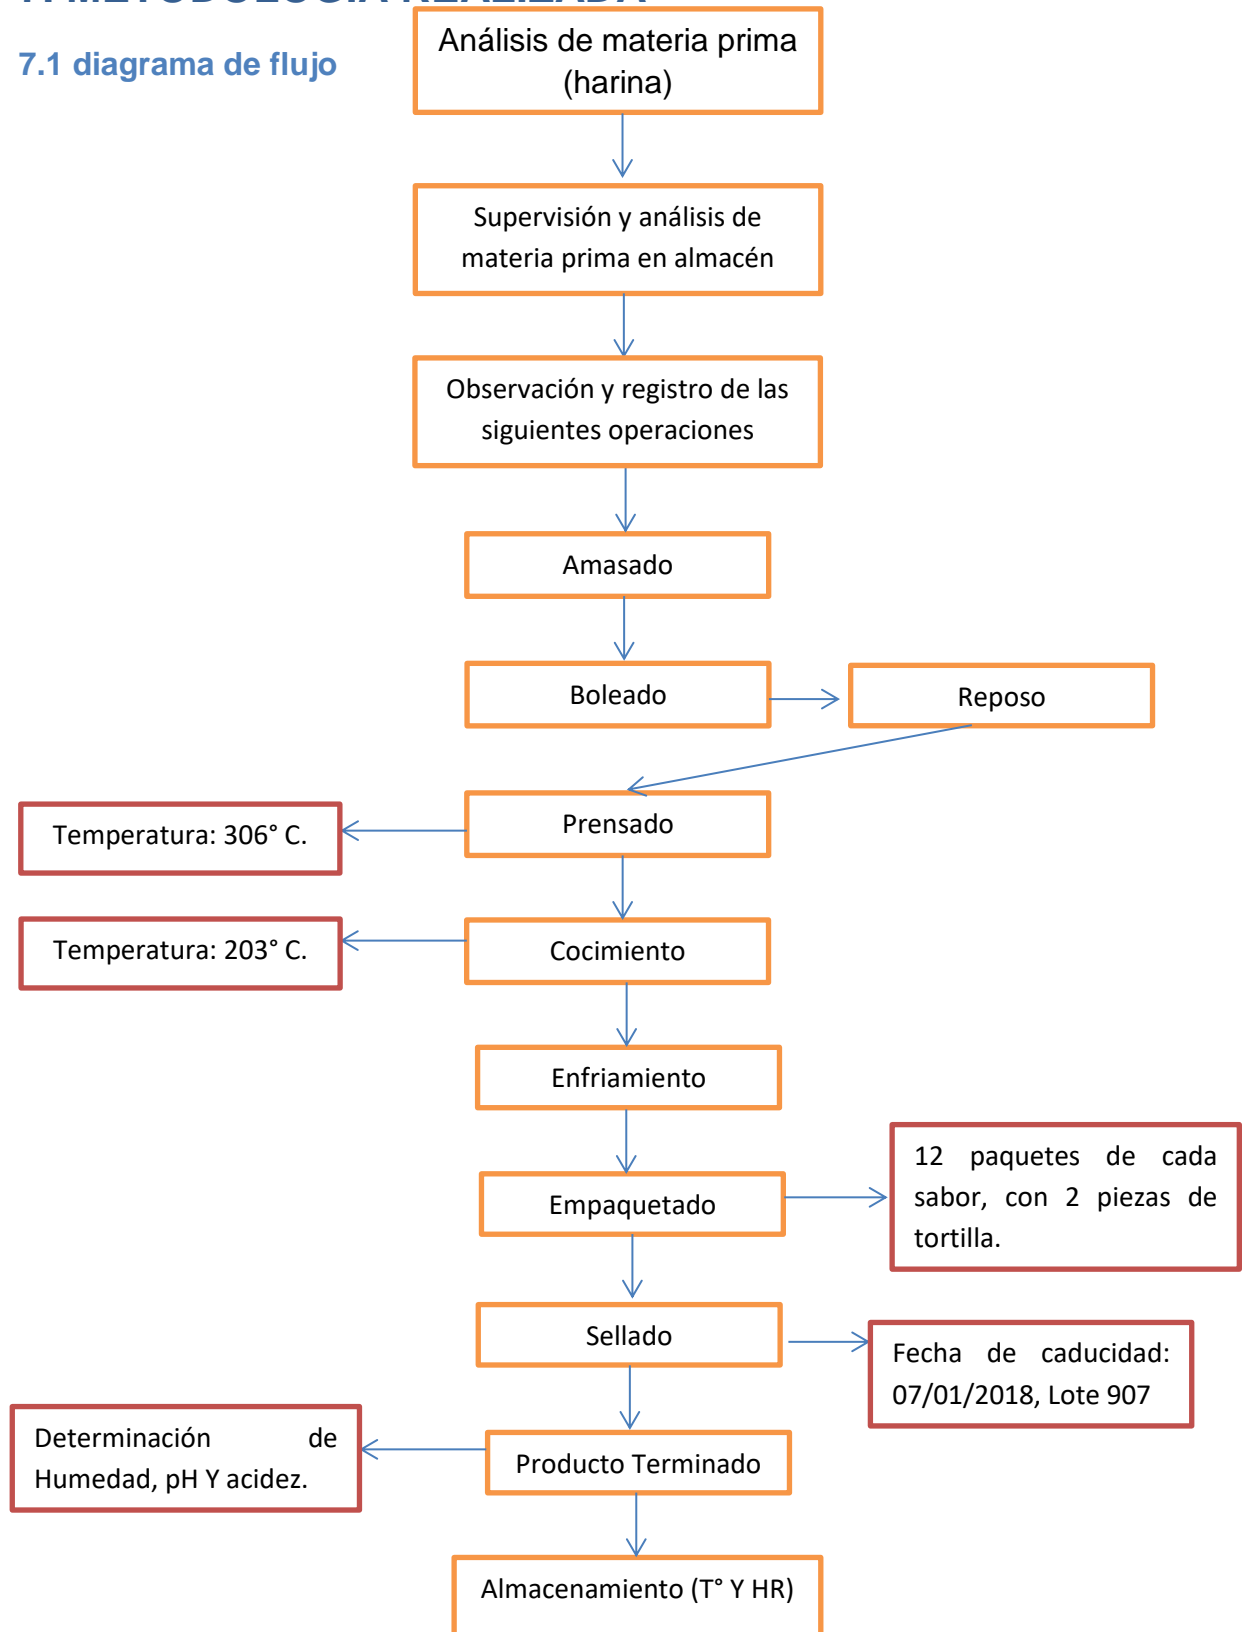 7. METODOLOGÍA REALIZADA
7.1 diagrama de flujo
Análisis de materia prima
(harina)
Supervisión y análisis de
materia prima en almacén
Observación y registro de las
siguientes operaciones
Amasado
Boleado
Reposo
Prensado
Temperatura: 306° C.
Cocimiento
Temperatura: 203° C.
Enfriamiento
Empaquetado
12 paquetes de cada
sabor, con 2 piezas de
tortilla.
Sellado
Fecha de caducidad:
07/01/2018, Lote 907
Producto Terminado
Determinación de
Humedad, pH Y acidez.
Almacenamiento (T° Y HR)